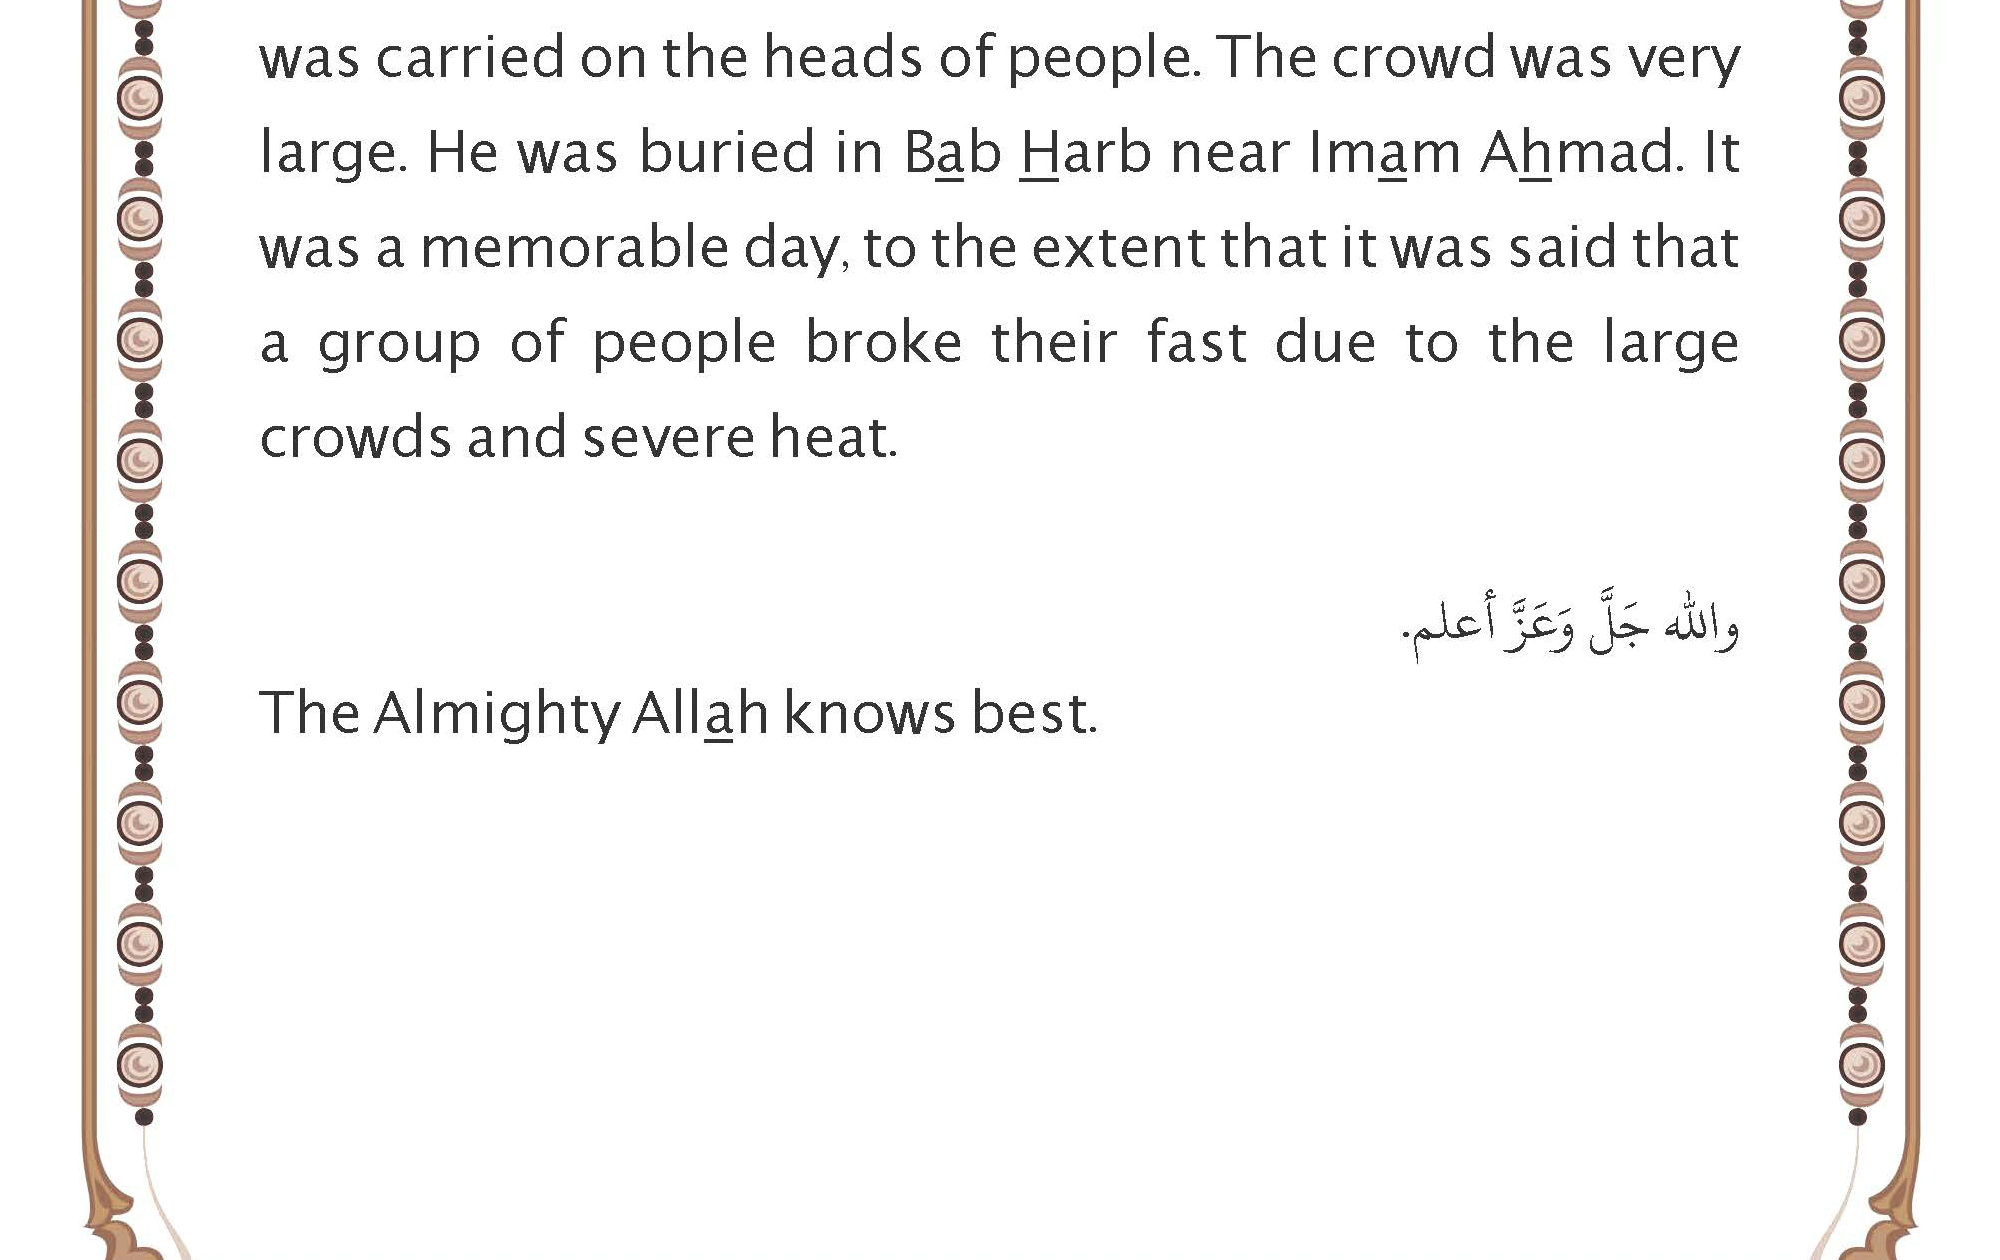 was carried on the heads of people. The crowd was very
large. He was buried in Bab Harb near Imam Ahmad. It
was a memorable day, to the extent that it was said that
a group of people broke their fast due to the large
crowds and severe heat.
والله جَلَّ وَعَزَّ أعلم.
The Almighty Allah knows best.